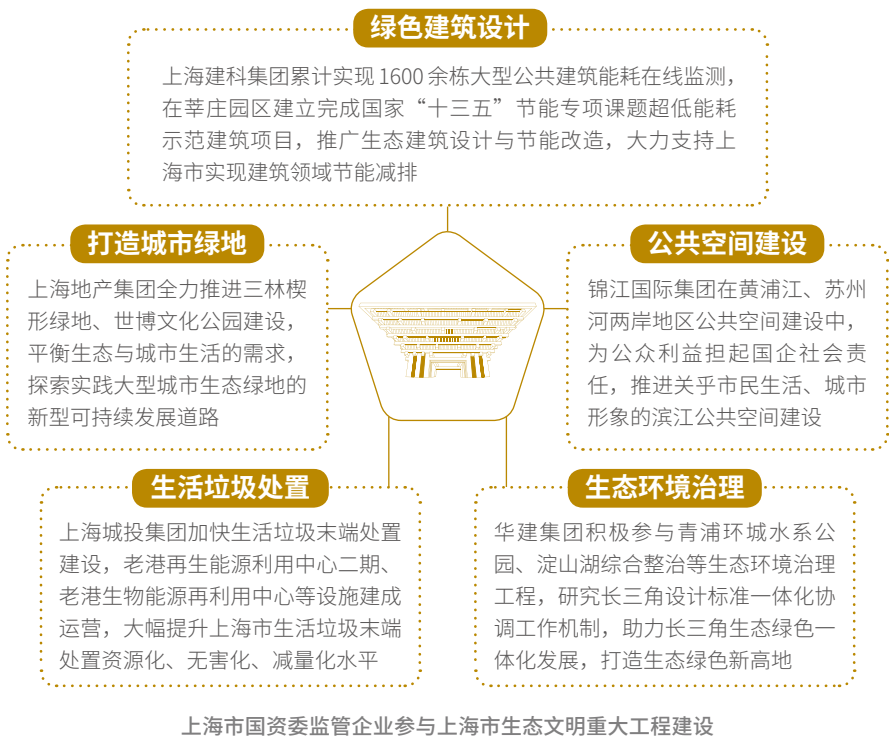 绿色建筑设计
上海建科集团累计实现 1600 余栋大型公共建筑能耗在线监测，
在莘庄园区建立完成国家“十三五”节能专项课题超低能耗
示范建筑项目，推广生态建筑设计与节能改造，大力支持上
海市实现建筑领域节能减排
打造城市绿地
上海地产集团全力推进三林楔
形绿地、世博文化公园建设，
平衡生态与城市生活的需求，
探索实践大型城市生态绿地的
新型可持续发展道路
公共空间建设
锦江国际集团在黄浦江、苏州
河两岸地区公共空间建设中，
为公众利益担起国企社会责
任，推进关乎市民生活、城市
形象的滨江公共空间建设
生活垃圾处置
上海城投集团加快生活垃圾末端处置
建设，老港再生能源利用中心二期、
老港生物能源再利用中心等设施建成
运营，大幅提升上海市生活垃圾末端
处置资源化、无害化、减量化水平
生态环境治理
华建集团积极参与青浦环城水系公
园、淀山湖综合整治等生态环境治理
工程，研究长三角设计标准一体化协
调工作机制，助力长三角生态绿色一
体化发展，打造生态绿色新高地
上海市国资委监管企业参与上海市生态文明重大工程建设